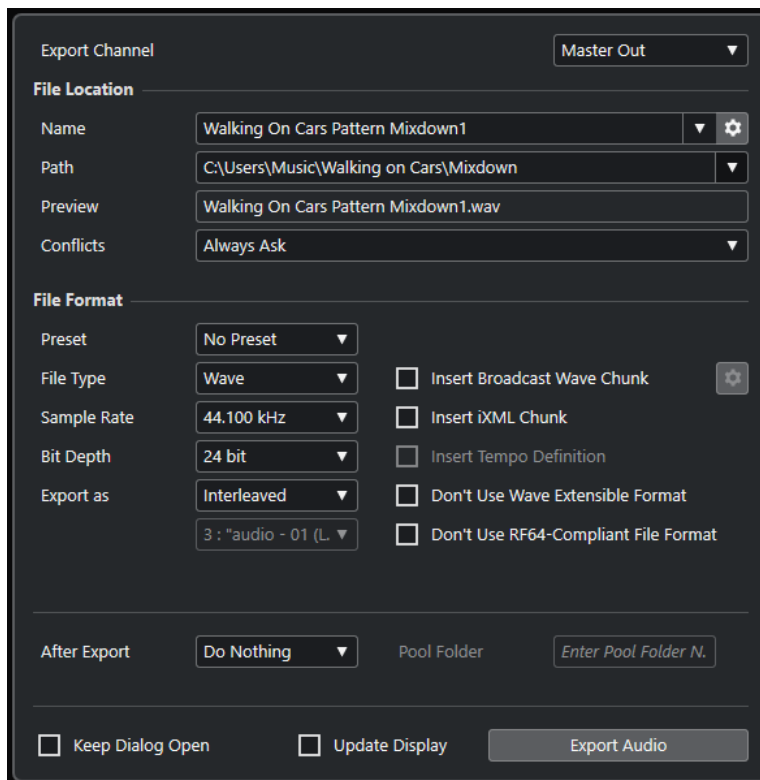 Export Channel Master Out
File Location
Name Walking On Cars Pattern Mixdown1
Path C:\Users\Music\Walking on Cars\Mixdown
Preview Walking On Cars Pattern Mixdown1.wav
Conflicts Always Ask
File Format
Preset No Preset
File Type Wave Insert Broadcast Wave Chunk
Sample Rate 44.100 kHz Insert iXML Chunk
Bit Depth 24 bit Insert Tempo Definition
Export as Interleaved Don't Use Wave Extensible Format
3 : "audio - 01 (L. Don't Use RF64-Compliant File Format
After Export Do Nothing Pool Folder Enter Pool Folder N.
Keep Dialog Open Update Display Export Audio